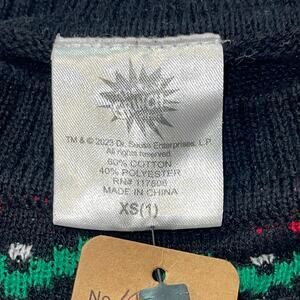 GRINCH
TM & © 2023 Dr. Seuss Enterprises, L.P.
All rights reserved.
60% COTTON
40% POLYESTER
RN# 117806
MADE IN CHINA
XS(1)
No.